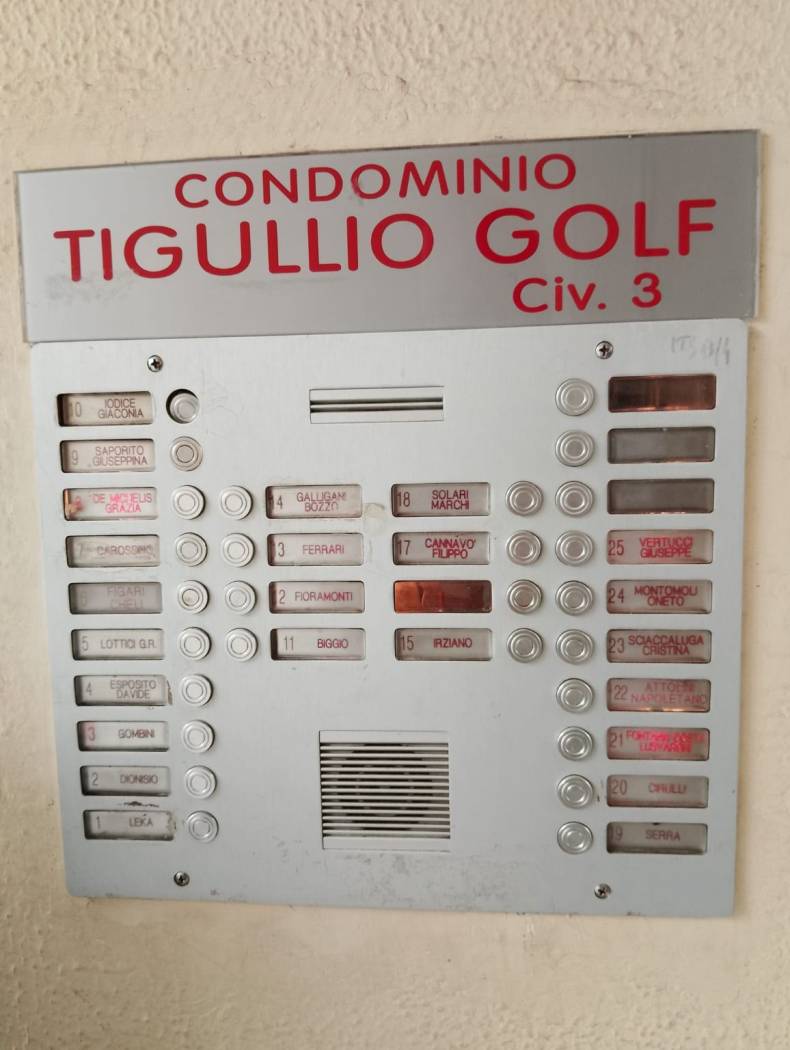 CONDOMINIO
TIGULLIO GOLF
Civ. 3
10 IODICE
GIACONIA
9 SAPORITO
GIUSEPPINA
DE MICHELIS
GRAZIA
7 CAROSSINO
6 FIGARI
CHIELI
5 LOTTICI G.R.
4 ESPOSITO
DAVIDE
3 GOMBINI
2 DIONISIO
1 LEKA
14 GALLIGANI
BOZZO
13 FERRARI
12 FIORAMONTI
11 BIGGIO
18 SOLARI
MARCHI
17 CANNAVO'
FILIPPO
15 IRZIANO
25 VERTUCCI
GIUSEPPE
24 MONTOMOLI
ONETO
23 SCIACCALUGA
CRISTINA
22
NAPOLETANO
21
20 CIRULLI
19 SERRA